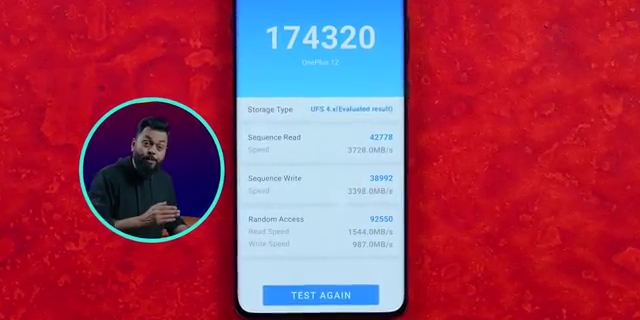 174320
OnePlus 12
Storage Type UFS 4.x(Evaluated result)
Sequence Read 42778
Speed 3728.0MB/s
Sequence Write 38992
Speed 3398.0MB/s
Random Access 92550
Read Speed 1544.0MB/s
Write Speed 987.0MB/s
TEST AGAIN